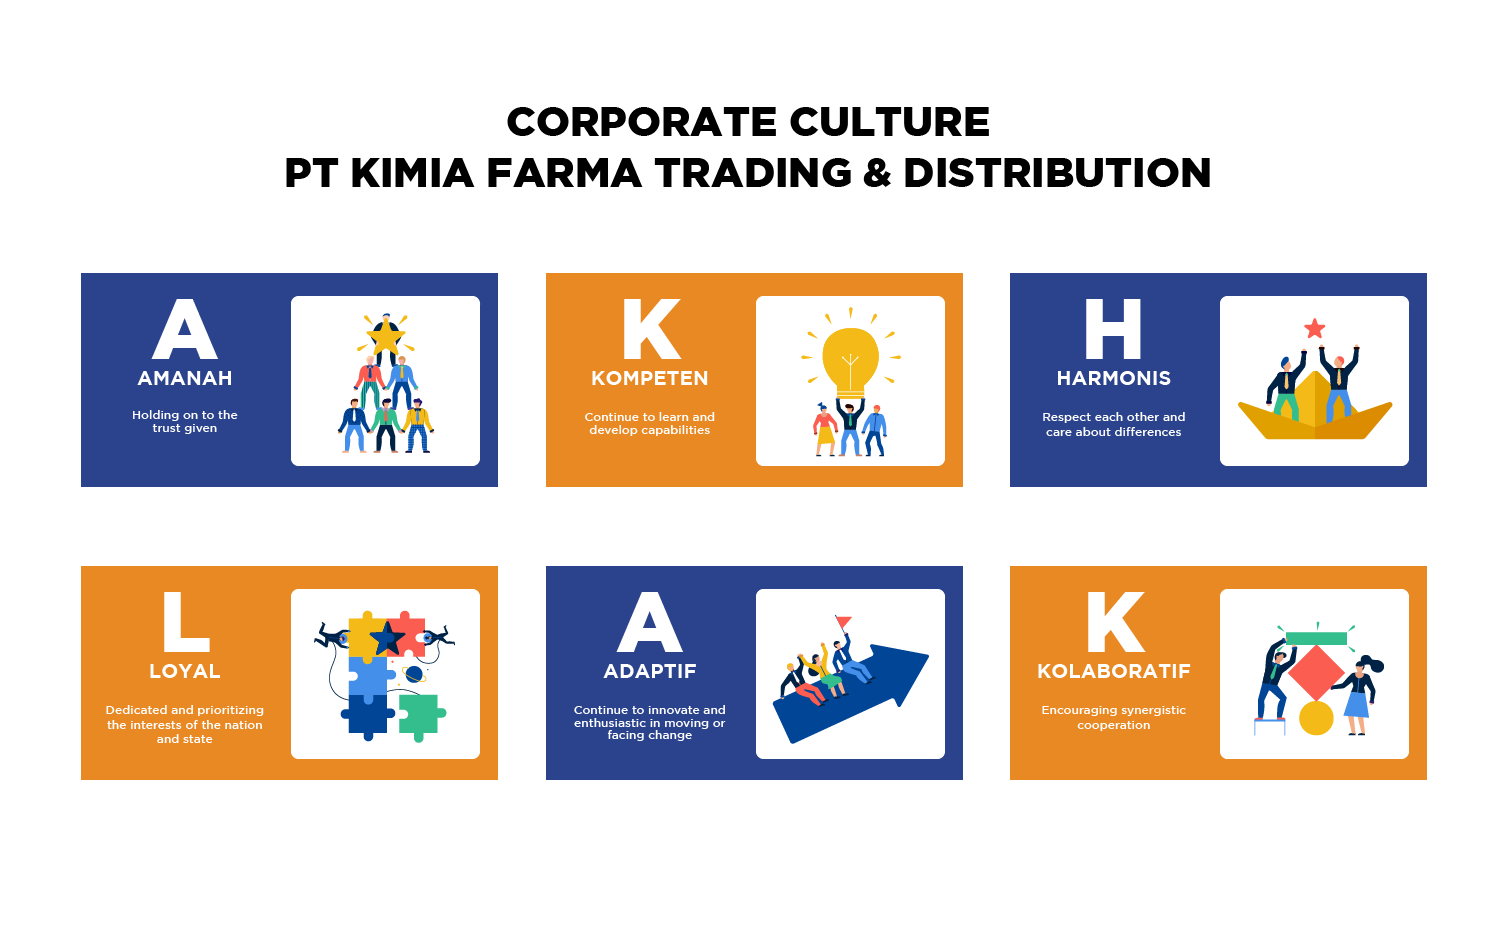 CORPORATE CULTURE
PT KIMIA FARMA TRADING & DISTRIBUTION
A
AMANAH
Holding on to the
trust given
K
KOMPETEN
Continue to learn and
develop capabilities
H
HARMONIS
Respect each other and
care about differences
L
LOYAL
Dedicated and prioritizing
the interests of the nation
and state
A
ADAPTIF
Continue to innovate and
enthusiastic in moving or
facing change
K
KOLABORATIF
Encouraging synergistic
cooperation